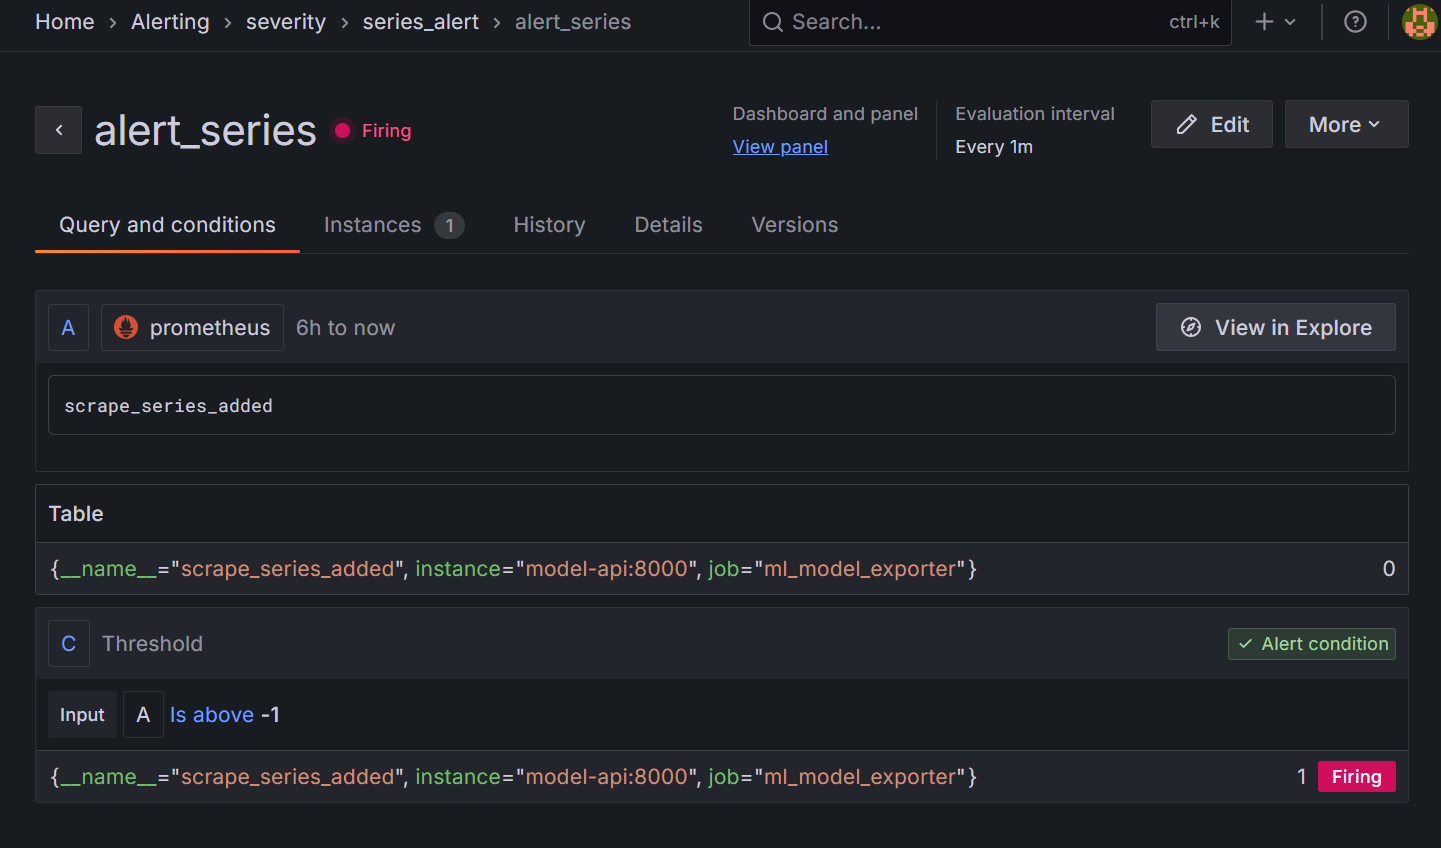 Home > Alerting > severity > series_alert > alert_series Search... ctrl+k
alert_series Firing
Dashboard and panel
View panel
Evaluation interval
Every 1m
Edit
More
Query and conditions Instances 1 History Details Versions
A prometheus 6h to now View in Explore
scrape_series_added
Table
{__name__="scrape_series_added", instance="model-api:8000", job="ml_model_exporter"} 0
C Threshold Alert condition
Input A Is above -1
{__name__="scrape_series_added", instance="model-api:8000", job="ml_model_exporter"} 1 Firing